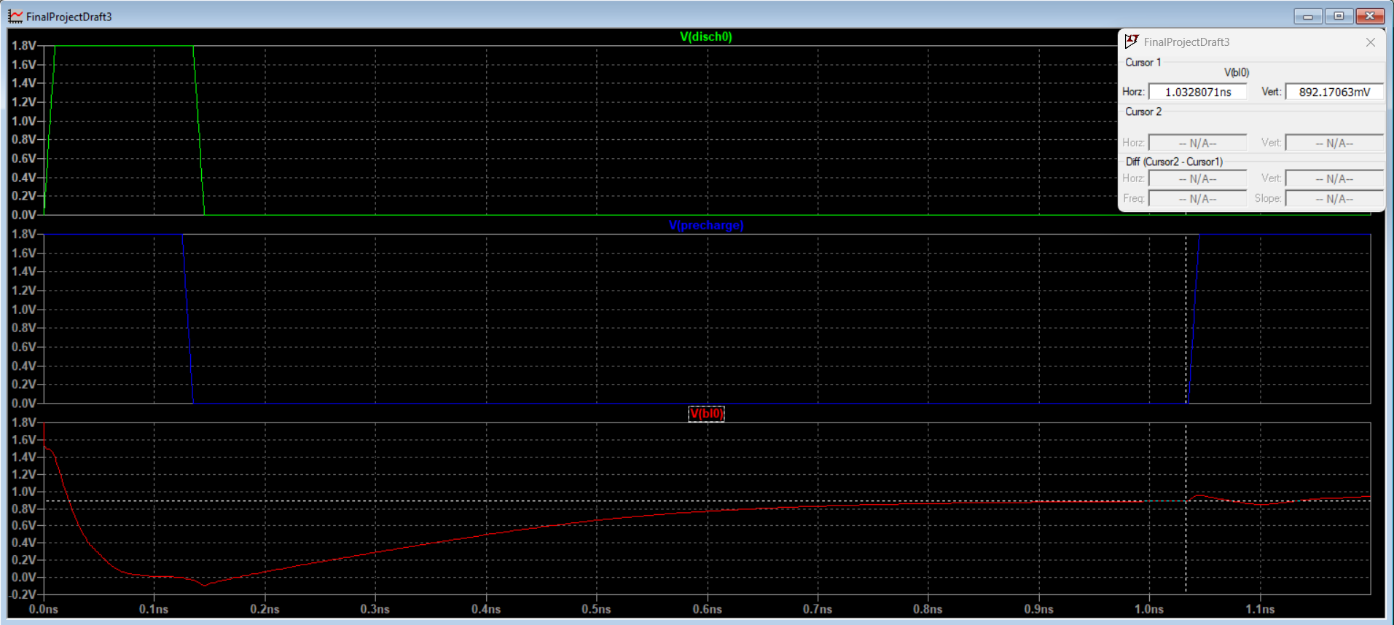 FinalProjectDraft3
V(disch0)
1.8V
1.6V
1.4V
1.2V
1.0V
0.8V
0.6V
0.4V
0.2V
0.0V
V(precharge)
1.8V
1.6V
1.4V
1.2V
1.0V
0.8V
0.6V
0.4V
0.2V
0.0V
V(bl0)
1.8V
1.6V
1.4V
1.2V
1.0V
0.8V
0.6V
0.4V
0.2V
0.0V
-0.2V
0.0ns 0.1ns 0.2ns 0.3ns 0.4ns 0.5ns 0.6ns 0.7ns 0.8ns 0.9ns 1.0ns 1.1ns
FinalProjectDraft3
Cursor 1
V(bl0)
Horz: 1.0328071ns Vert: 892.17063mV
Cursor 2
Horz: -- N/A-- Vert: -- N/A--
Diff (Cursor2 - Cursor1)
Horz: -- N/A-- Vert: -- N/A--
Freq: -- N/A-- Slope: -- N/A--